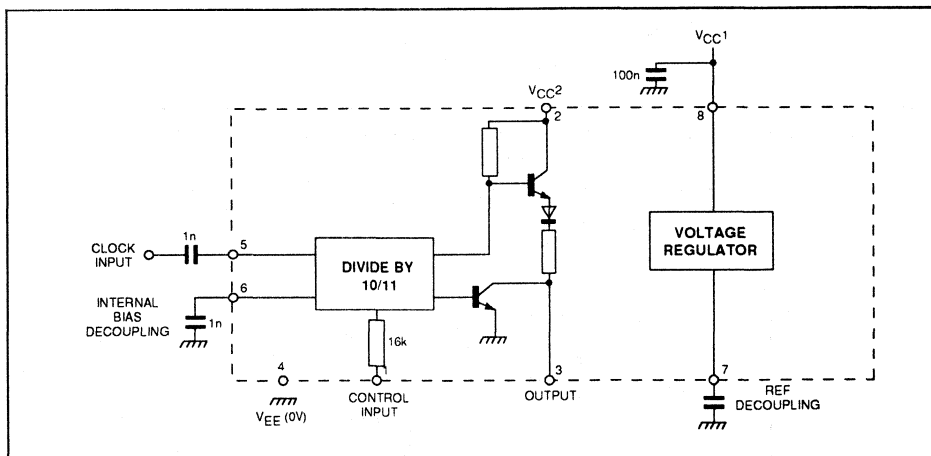 VCC1
100n
VCC2
2
8
1n
5
CLOCK
INPUT
DIVIDE BY
10/11
VOLTAGE
REGULATOR
6
INTERNAL
BIAS
DECOUPLING
1n
16k
4
1
3
7
VEE (0V)
CONTROL
INPUT
OUTPUT
REF
DECOUPLING